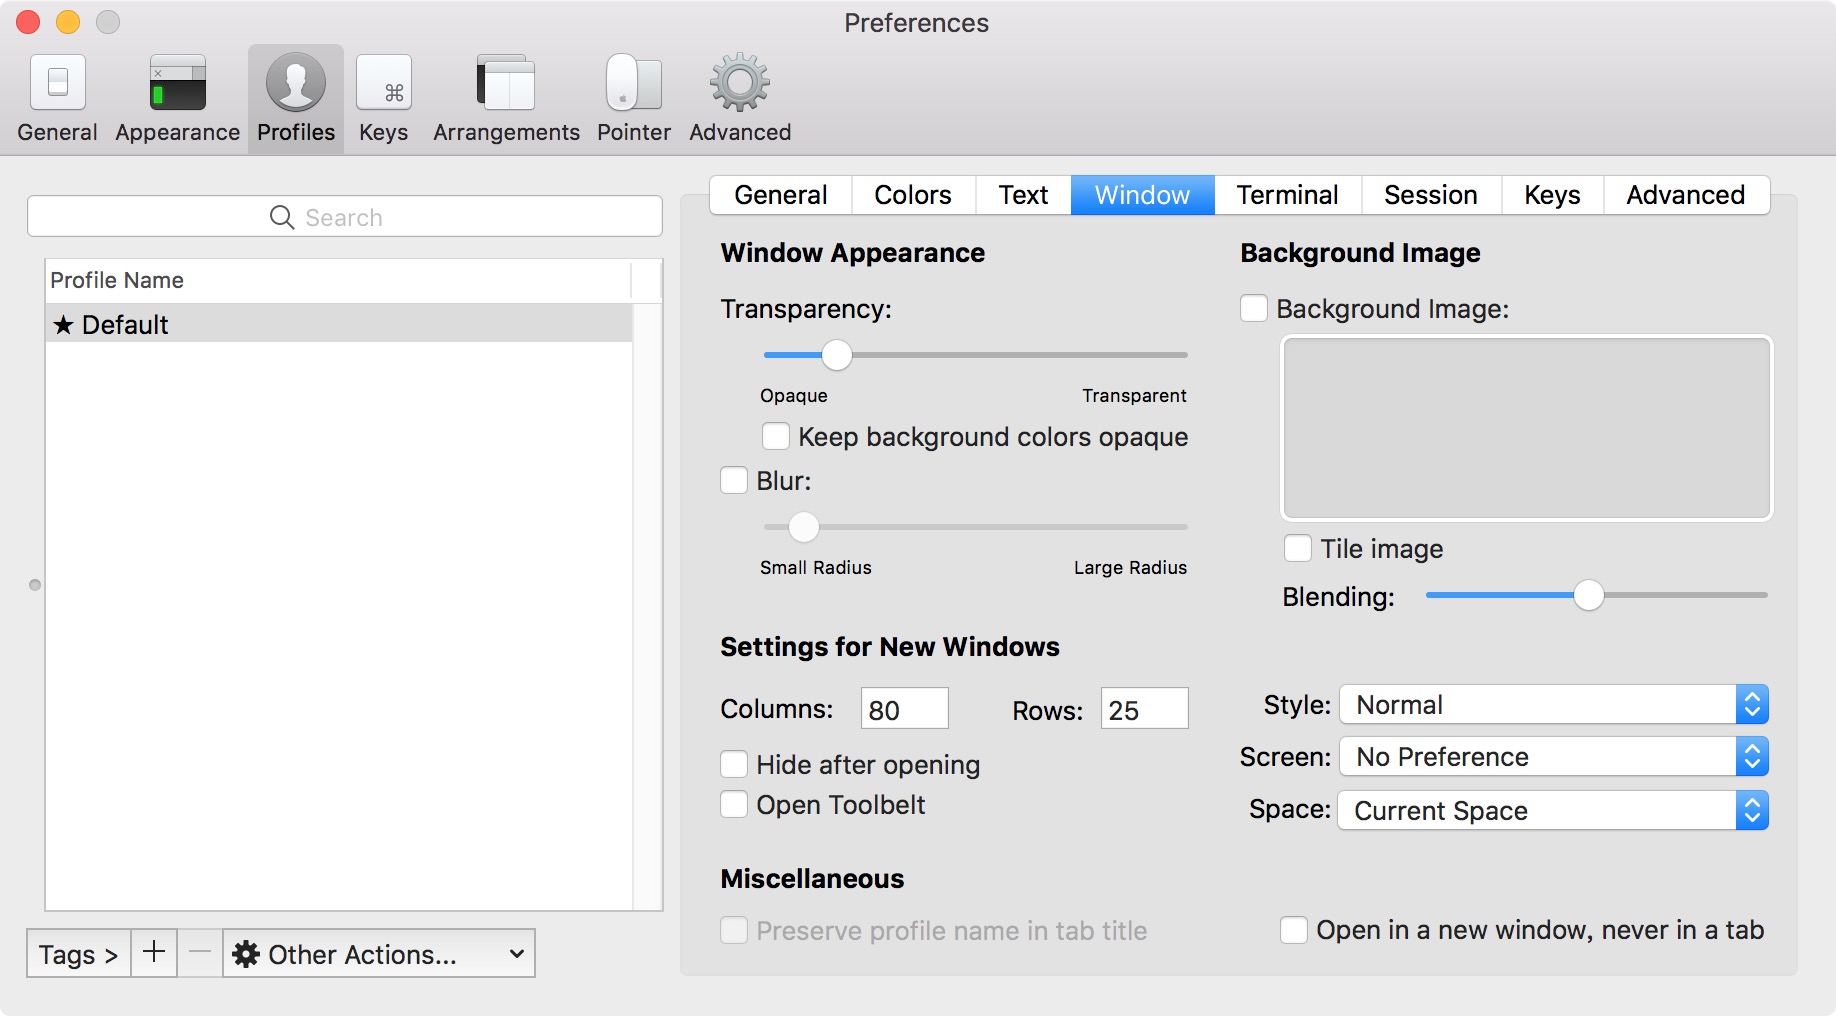 Preferences
General Appearance Profiles Keys Arrangements Pointer Advanced
Search
Profile Name
★ Default
Tags > + − Other Actions...
General Colors Text Window Terminal Session Keys Advanced
Window Appearance
Transparency:
Opaque Transparent
Keep background colors opaque
Blur:
Small Radius Large Radius
Background Image
Background Image:
Tile image
Blending:
Settings for New Windows
Columns: 80 Rows: 25
Hide after opening
Open Toolbelt
Style: Normal
Screen: No Preference
Space: Current Space
Miscellaneous
Preserve profile name in tab title
Open in a new window, never in a tab